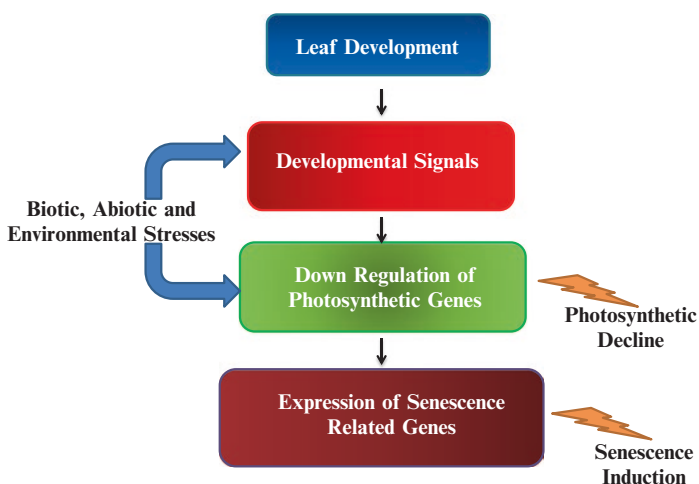 Leaf Development
Developmental Signals
Biotic, Abiotic and
Environmental Stresses
Down Regulation of
Photosynthetic Genes
Photosynthetic
Decline
Expression of Senescence
Related Genes
Senescence
Induction